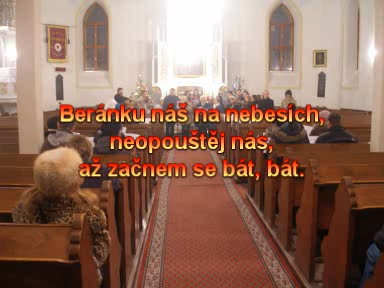 Beránku náš na nebesích,
neopouštěj nás,
až začnem se bát, bát.